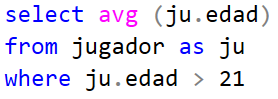 select avg (ju.edad)
from jugador as ju
where ju.edad > 21